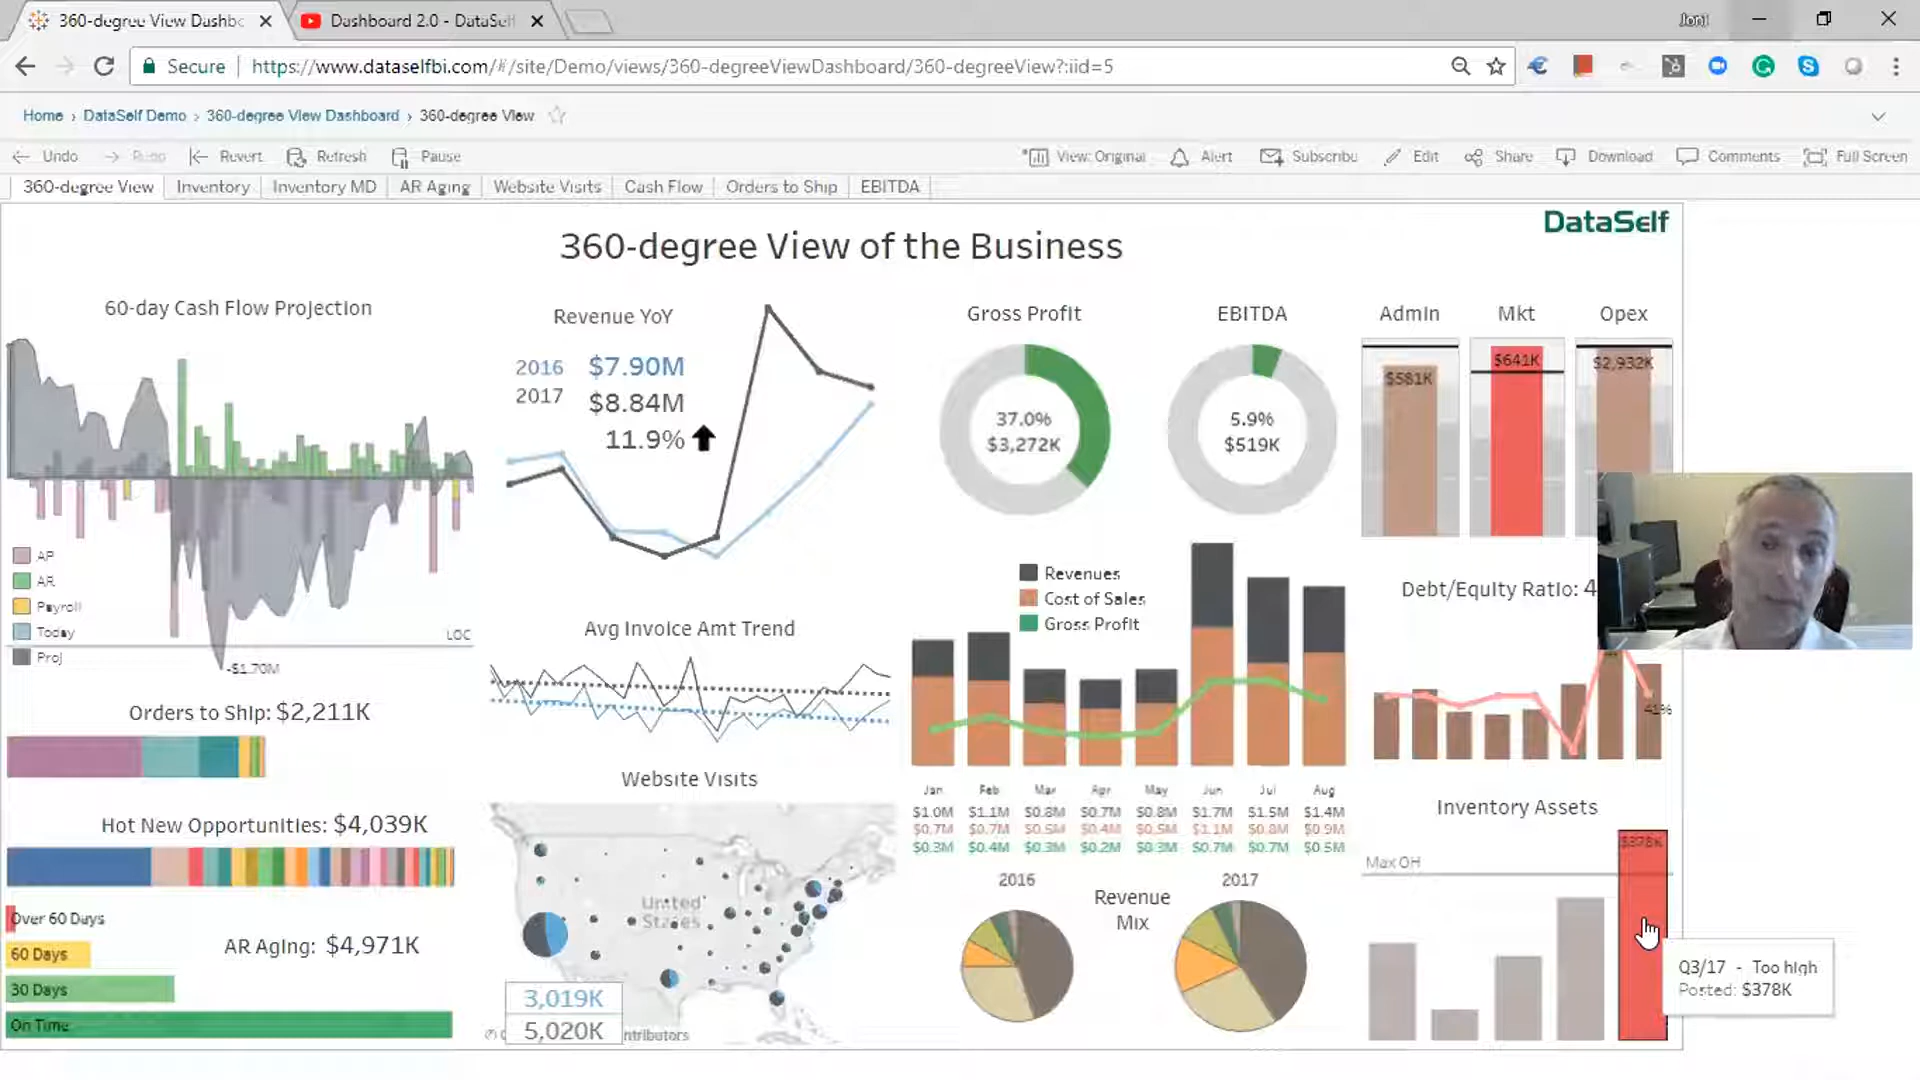 360-degree View Dashbo
Dashboard 2.0 - DataSelf
Joni
Secure
https://www.dataselfbi.com/#/site/Demo/views/360-degreeViewDashboard/360-degreeView?:iid=5
Home › DataSelf Demo › 360-degree View Dashboard › 360-degree View
Undo Redo Revert Refresh Pause
View: Original Alert Subscribe Edit Share Download Comments Full Screen
360-degree View Inventory Inventory MD AR Aging Website Visits Cash Flow Orders to Ship EBITDA
DataSelf
360-degree View of the Business
60-day Cash Flow Projection
AP
AR
Payroll
Today
Proj
LOC
-$1.70M
Orders to Ship: $2,211K
Hot New Opportunities: $4,039K
Over 60 Days
60 Days
30 Days
On Time
AR Aging: $4,971K
Revenue YoY
2016 $7.90M
2017 $8.84M
11.9%
Avg Invoice Amt Trend
Website Visits
United
States
3,019K
5,020K
ntributors
Gross Profit
37.0%
$3,272K
EBITDA
5.9%
$519K
Revenues
Cost of Sales
Gross Profit
Jan Feb Mar Apr May Jun Jul Aug
$1.0M $1.1M $0.8M $0.7M $0.8M $1.7M $1.5M $1.4M
$0.7M $0.7M $0.5M $0.4M $0.5M $1.1M $0.8M $0.9M
$0.3M $0.4M $0.3M $0.2M $0.3M $0.7M $0.7M $0.5M
2016
Revenue
Mix
2017
Admin Mkt Opex
$581K $641K $2,932K
Debt/Equity Ratio: 4
41%
Inventory Assets
Max OH
$378K
Q3/17 - Too high
Posted: $378K